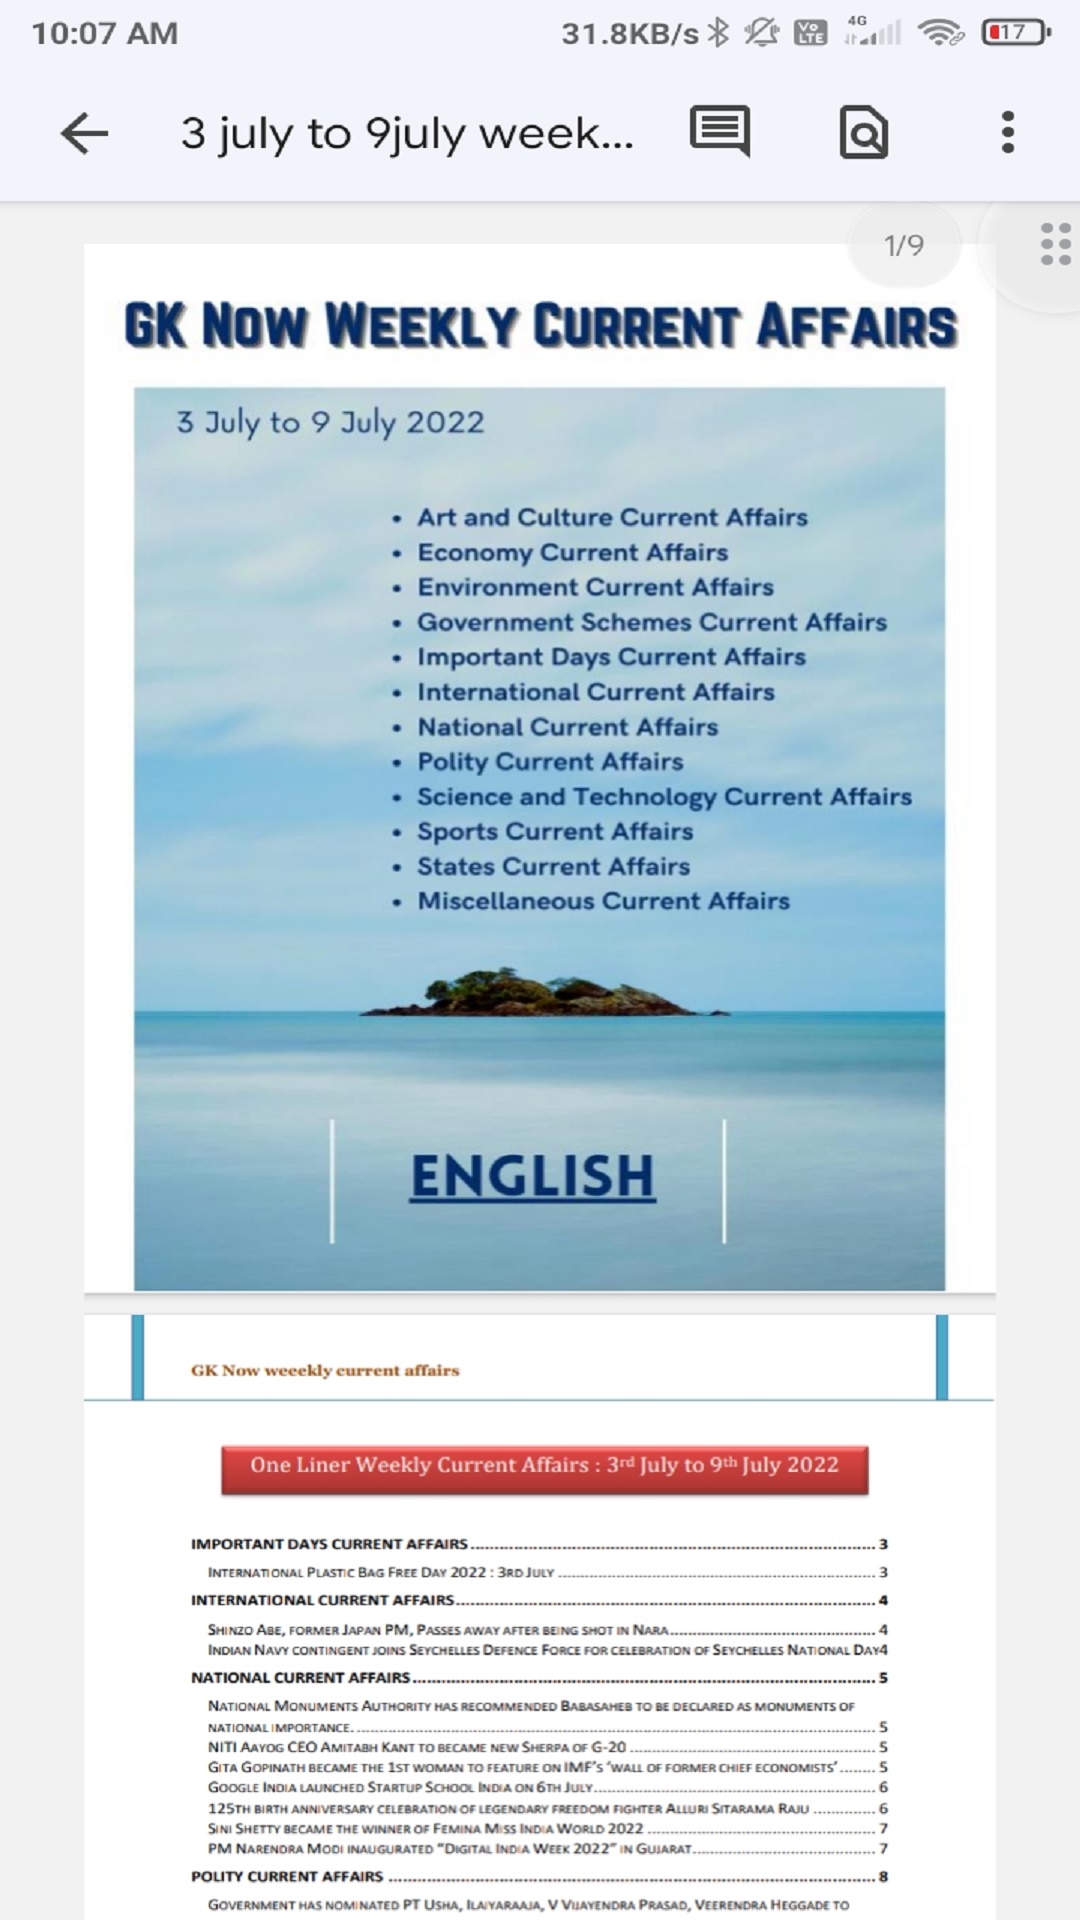 10:07 AM
31.8KB/s
Vo
LTE
4G
17
3 july to 9july week...
1/9
GK NOW WEEKLY CURRENT AFFAIRS
3 July to 9 July 2022
• Art and Culture Current Affairs
• Economy Current Affairs
• Environment Current Affairs
• Government Schemes Current Affairs
• Important Days Current Affairs
• International Current Affairs
• National Current Affairs
• Polity Current Affairs
• Science and Technology Current Affairs
• Sports Current Affairs
• States Current Affairs
• Miscellaneous Current Affairs
ENGLISH
GK Now weeekly current affairs
One Liner Weekly Current Affairs : 3rd July to 9th July 2022
IMPORTANT DAYS CURRENT AFFAIRS 3
INTERNATIONAL PLASTIC BAG FREE DAY 2022 : 3RD JULY 3
INTERNATIONAL CURRENT AFFAIRS 4
SHINZO ABE, FORMER JAPAN PM, PASSES AWAY AFTER BEING SHOT IN NARA 4
INDIAN NAVY CONTINGENT JOINS SEYCHELLES DEFENCE FORCE FOR CELEBRATION OF SEYCHELLES NATIONAL DAY4
NATIONAL CURRENT AFFAIRS 5
NATIONAL MONUMENTS AUTHORITY HAS RECOMMENDED BABASAHEB TO BE DECLARED AS MONUMENTS OF
NATIONAL IMPORTANCE. 5
NITI AAYOG CEO AMITABH KANT TO BECAME NEW SHERPA OF G-20 5
GITA GOPINATH BECAME THE 1ST WOMAN TO FEATURE ON IMF'S 'WALL OF FORMER CHIEF ECONOMISTS' 5
GOOGLE INDIA LAUNCHED STARTUP SCHOOL INDIA ON 6TH JULY 6
125TH BIRTH ANNIVERSARY CELEBRATION OF LEGENDARY FREEDOM FIGHTER ALLURI SITARAMA RAJU 6
SINI SHETTY BECAME THE WINNER OF FEMINA MISS INDIA WORLD 2022 7
PM NARENDRA MODI INAUGURATED "DIGITAL INDIA WEEK 2022" IN GUJARAT 7
POLITY CURRENT AFFAIRS 8
GOVERNMENT HAS NOMINATED PT USHA, ILAIYARAAJA, V VIJAYENDRA PRASAD, VEERENDRA HEGGADE TO